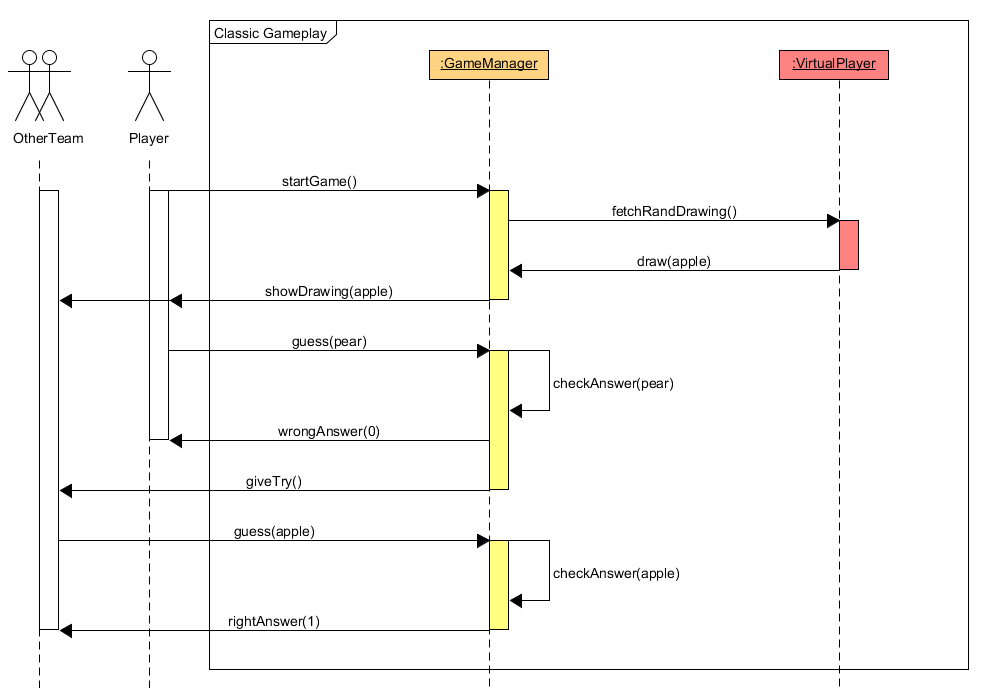 Classic Gameplay
:GameManager
:VirtualPlayer
OtherTeam
Player
startGame()
fetchRandDrawing()
draw(apple)
showDrawing(apple)
guess(pear)
checkAnswer(pear)
wrongAnswer(0)
giveTry()
guess(apple)
checkAnswer(apple)
rightAnswer(1)